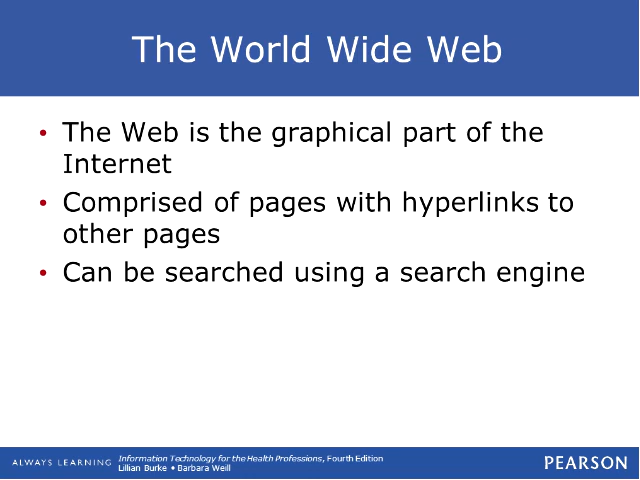 The World Wide Web
• The Web is the graphical part of the
Internet
• Comprised of pages with hyperlinks to
other pages
• Can be searched using a search engine
ALWAYS LEARNING
Information Technology for the Health Professions, Fourth Edition
Lillian Burke • Barbara Weill
PEARSON